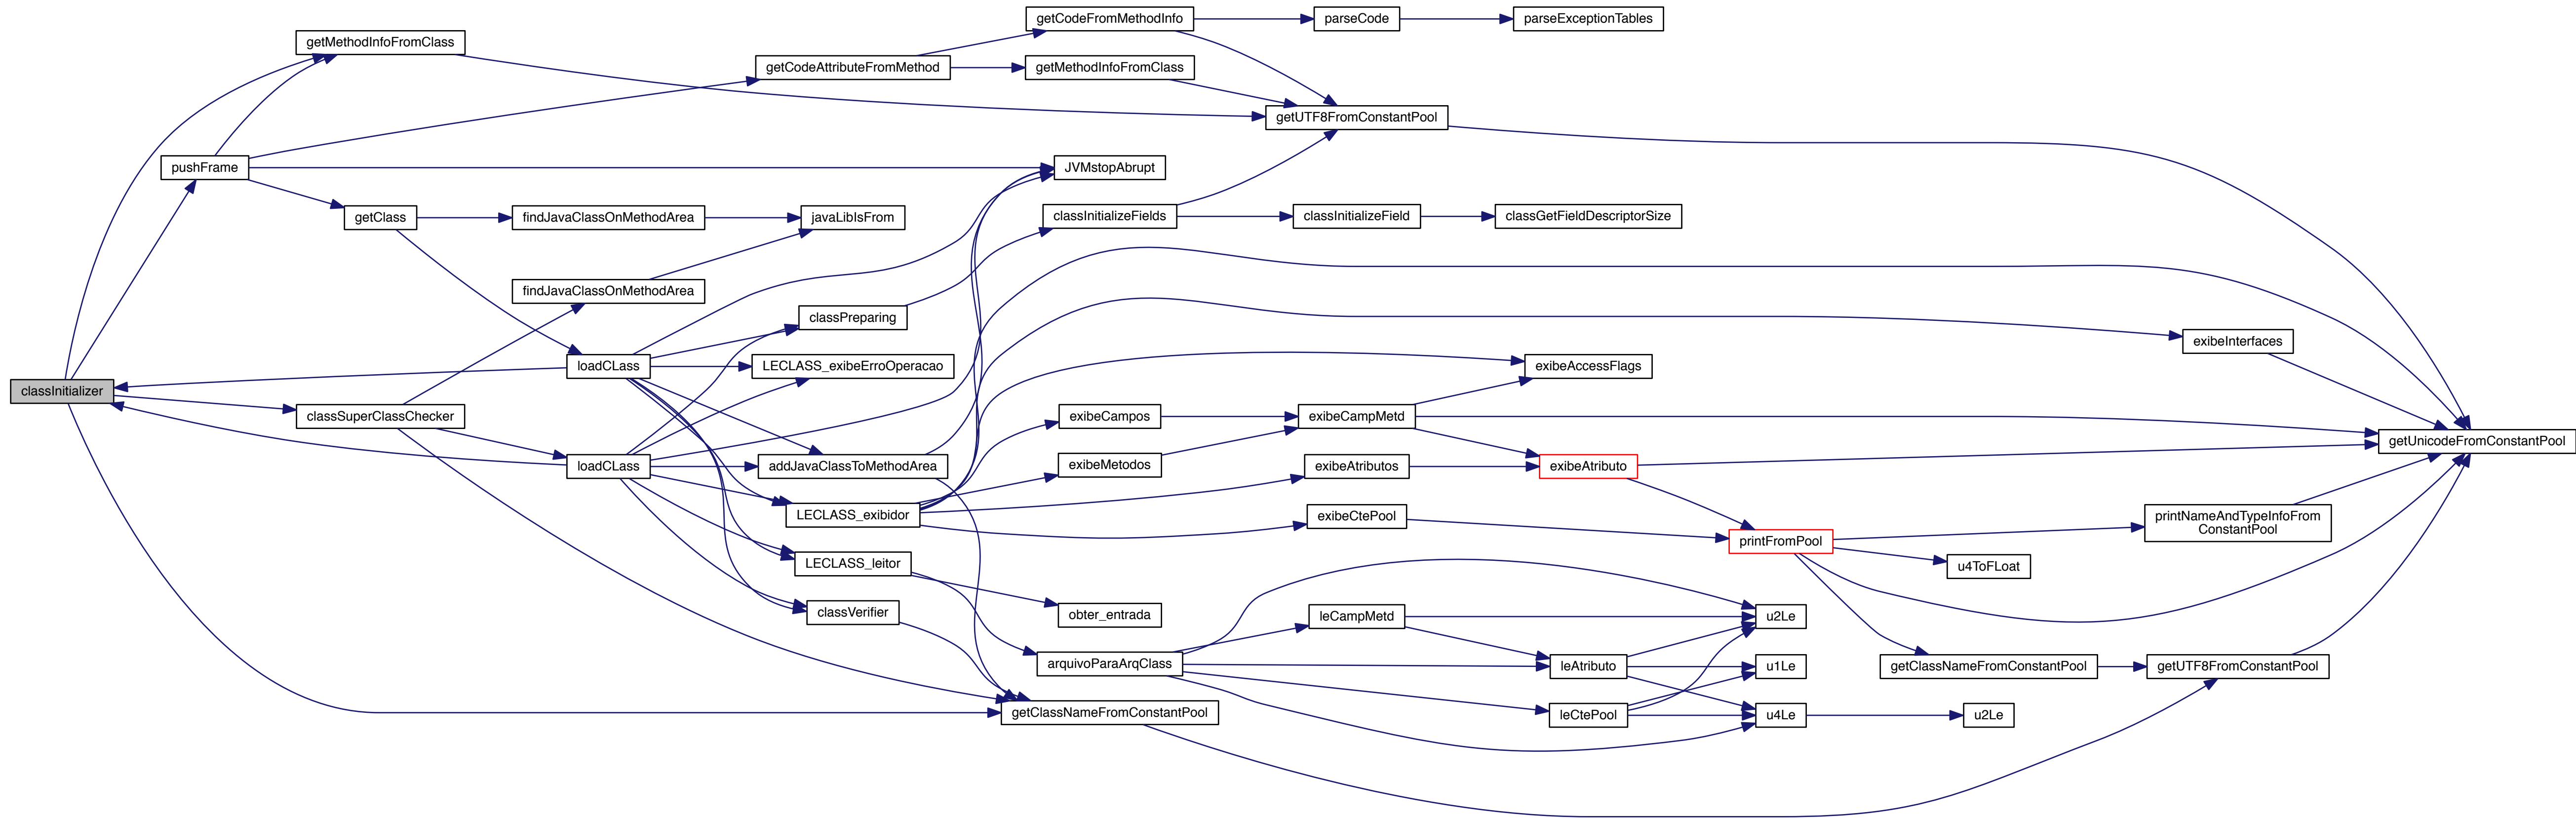 getCodeFromMethodInfo
parseCode
parseExceptionTables
getMethodInfoFromClass
getCodeAttributeFromMethod
getMethodInfoFromClass
getUTF8FromConstantPool
pushFrame
JVMstopAbrupt
getClass
findJavaClassOnMethodArea
javaLibIsFrom
classInitializeFields
classInitializeField
classGetFieldDescriptorSize
findJavaClassOnMethodArea
classPreparing
exibeInterfaces
loadCLass
LECLASS_exibeErroOperacao
exibeAccessFlags
classInitializer
classSuperClassChecker
exibeCampos
exibeCampMetd
getUnicodeFromConstantPool
loadCLass
addJavaClassToMethodArea
exibeMetodos
exibeAtributos
exibeAtributo
LECLASS_exibidor
exibeCtePool
printFromPool
printNameAndTypeInfoFrom
ConstantPool
LECLASS_leitor
u4ToFLoat
classVerifier
obter_entrada
leCampMetd
u2Le
arquivoParaArqClass
leAtributo
u1Le
getClassNameFromConstantPool
getUTF8FromConstantPool
getClassNameFromConstantPool
leCtePool
u4Le
u2Le